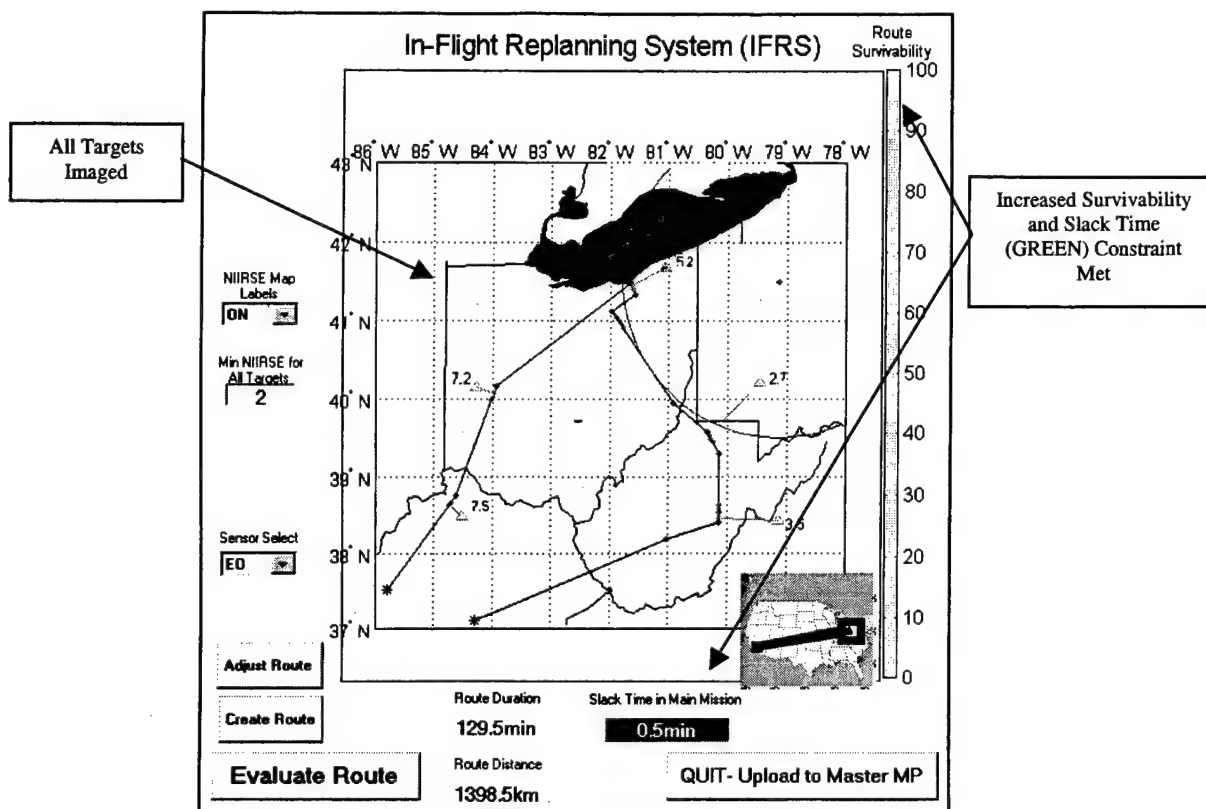 In-Flight Replanning System (IFRS)
Route
Survivability
100
90
80
70
60
50
40
30
20
10
0
All Targets
Imaged
Increased Survivability
and Slack Time
(GREEN) Constraint
Met
86° W 85° W 84° W 83° W 82° W 81° W 80° W 79° W 78° W
43° N
42° N
41° N
40° N
39° N
38° N
37° N
5.2
7.2
2.7
7.5
3.5
NIIRSE Map
Labels
ON
Min NIIRSE for
All Targets
2
Sensor Select
EO
Adjust Route
Create Route
Evaluate Route
Route Duration
129.5min
Slack Time in Main Mission
0.5min
Route Distance
1398.5km
QUIT- Upload to Master MP